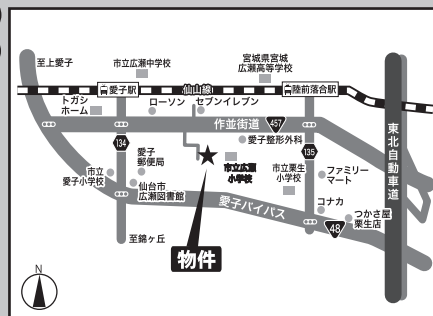 至上愛子
市立広瀬中学校
宮城県宮城
広瀬高等学校
愛子駅
仙山線
陸前落合駅
トガシ
ホーム
ローソン
セブンイレブン
作並街道
457
愛子整形外科
134
135
愛子
郵便局
市立広瀬
小学校
市立栗生
小学校
ファミリー
マート
東北自動車道
市立
愛子小学校
仙台市
広瀬図書館
愛子バイパス
コナカ
つかさ屋
栗生店
48
至錦ヶ丘
物件
N